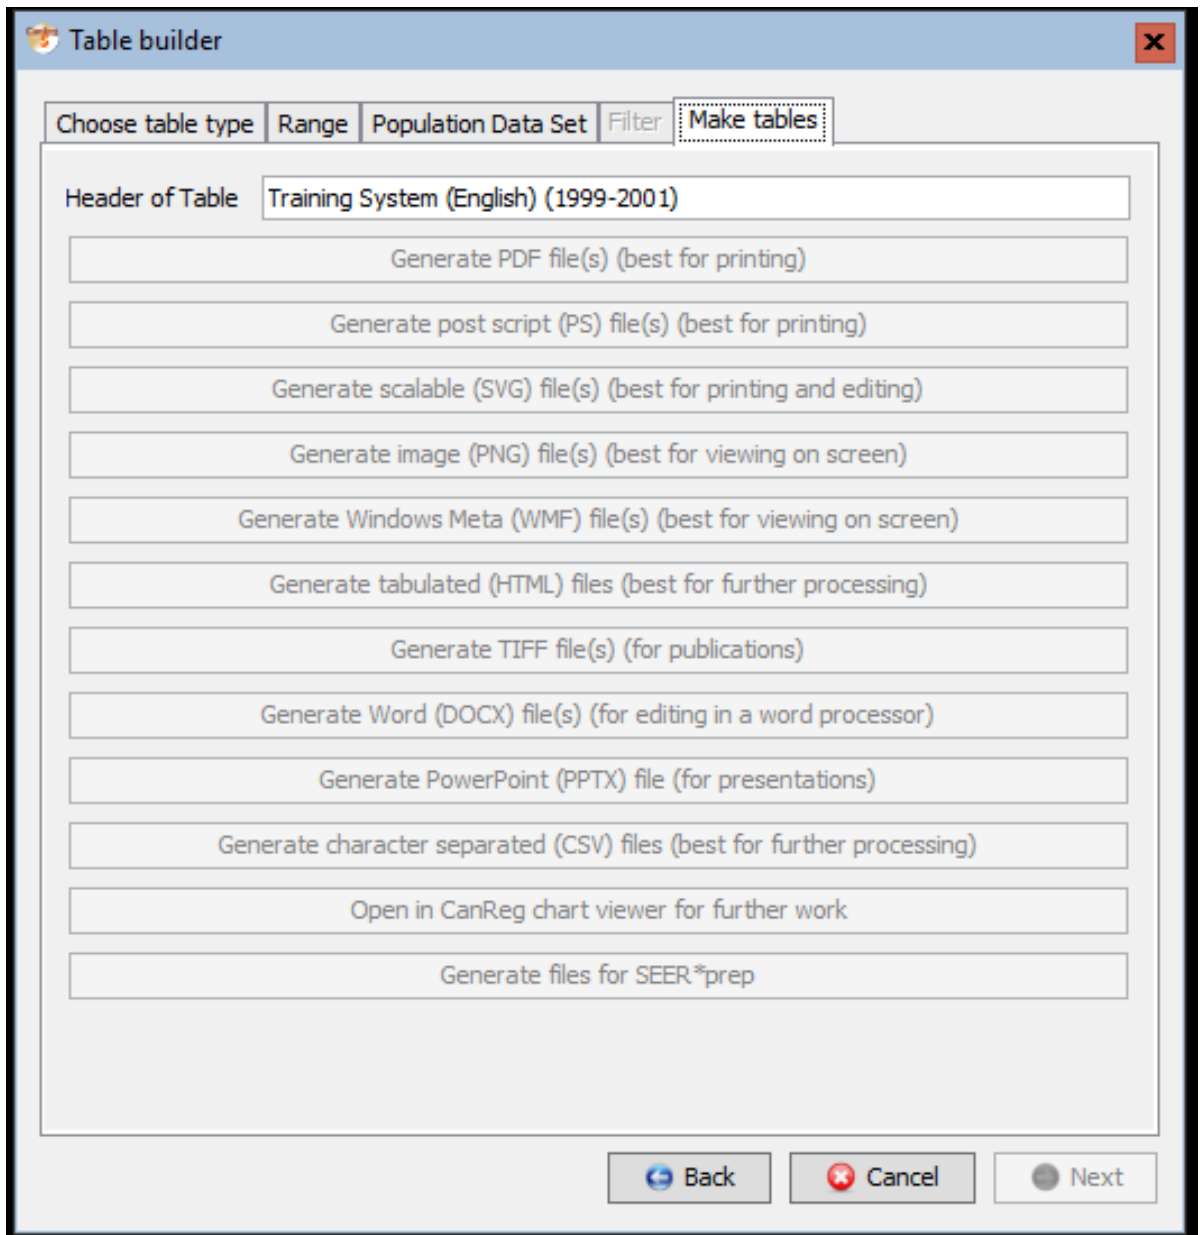 Table builder
Choose table type Range Population Data Set Filter Make tables
Header of Table Training System (English) (1999-2001)
Generate PDF file(s) (best for printing)
Generate post script (PS) file(s) (best for printing)
Generate scalable (SVG) file(s) (best for printing and editing)
Generate image (PNG) file(s) (best for viewing on screen)
Generate Windows Meta (WMF) file(s) (best for viewing on screen)
Generate tabulated (HTML) files (best for further processing)
Generate TIFF file(s) (for publications)
Generate Word (DOCX) file(s) (for editing in a word processor)
Generate PowerPoint (PPTX) file (for presentations)
Generate character separated (CSV) files (best for further processing)
Open in CanReg chart viewer for further work
Generate files for SEER*prep
Back Cancel Next